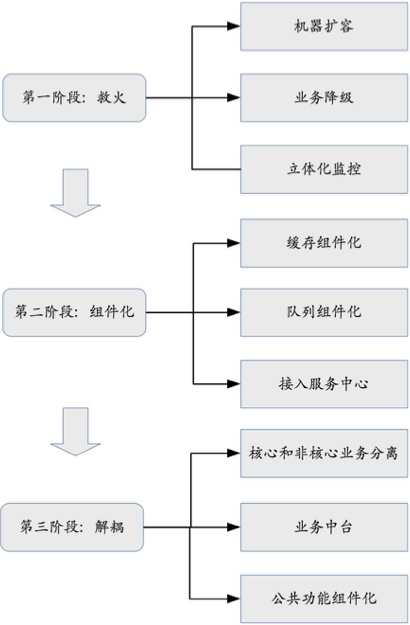 第一阶段：救火
机器扩容
业务降级
立体化监控
第二阶段：组件化
缓存组件化
队列组件化
接入服务中心
第三阶段：解耦
核心和非核心业务分离
业务中台
公共功能组件化